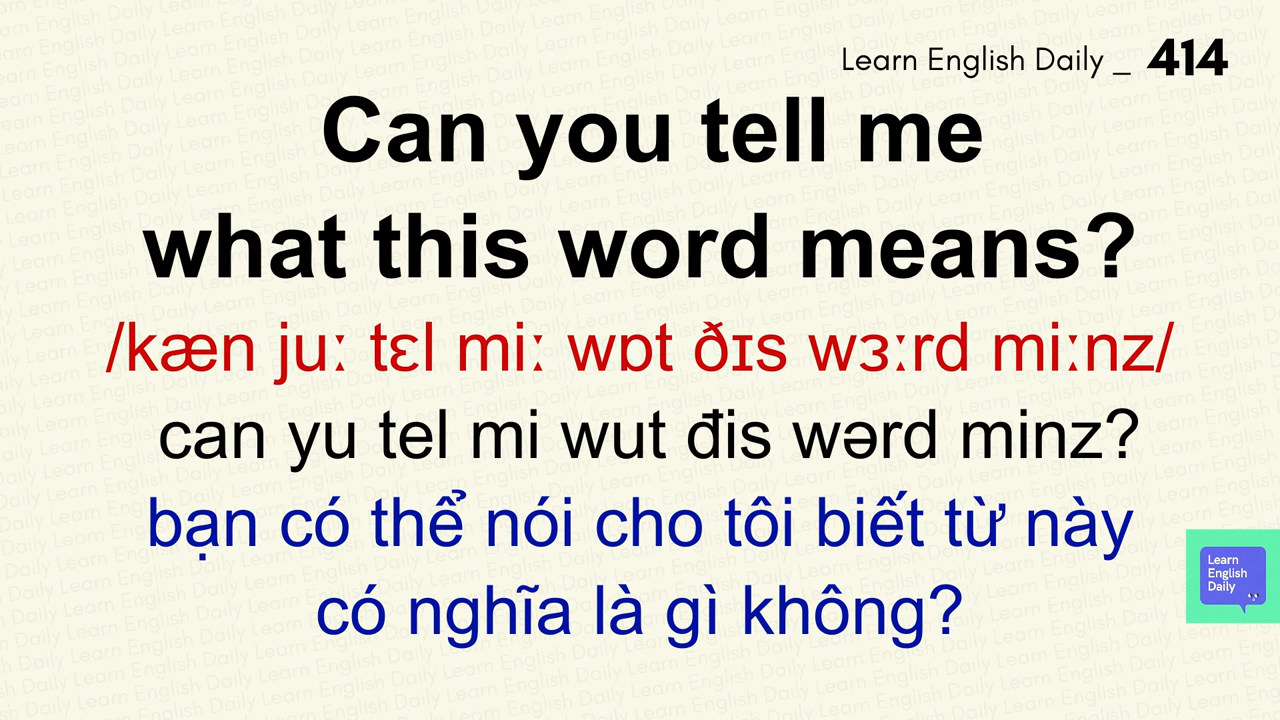 Learn English Daily _ 414
Can you tell me
what this word means?
/kæn juː tɛl miː wɒt ðɪs wɜːrd miːnz/
can yu tel mi wut đis wərd minz?
bạn có thể nói cho tôi biết từ này
có nghĩa là gì không?
Learn
English
Daily